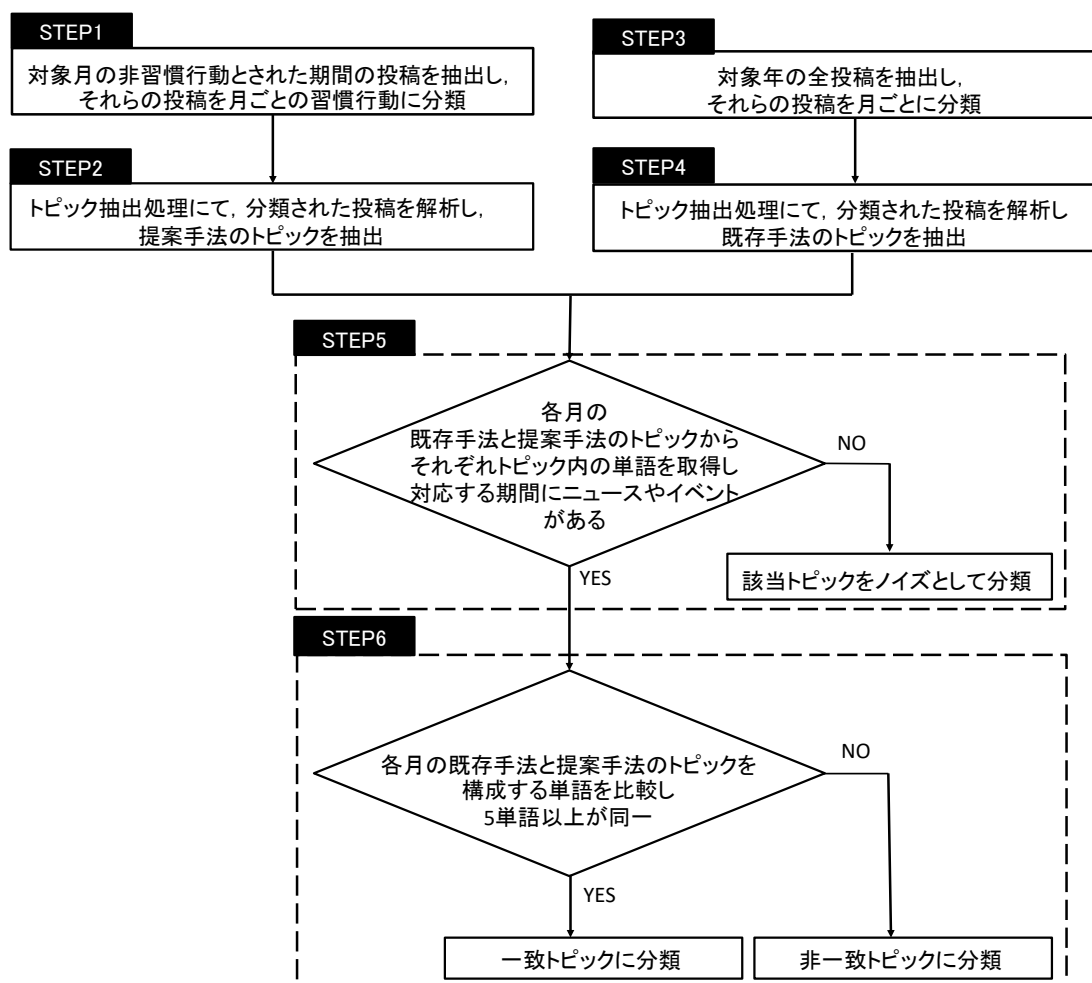 STEP1
対象月の非習慣行動とされた期間の投稿を抽出し,
それらの投稿を月ごとの習慣行動に分類
STEP2
トピック抽出処理にて, 分類された投稿を解析し,
提案手法のトピックを抽出
STEP3
対象年の全投稿を抽出し,
それらの投稿を月ごとに分類
STEP4
トピック抽出処理にて, 分類された投稿を解析し
既存手法のトピックを抽出
STEP5
各月の
既存手法と提案手法のトピックから
それぞれトピック内の単語を取得し
対応する期間にニュースやイベント
がある
NO
該当トピックをノイズとして分類
YES
STEP6
各月の既存手法と提案手法のトピックを
構成する単語を比較し
5単語以上が同一
NO
YES
一致トピックに分類
非一致トピックに分類